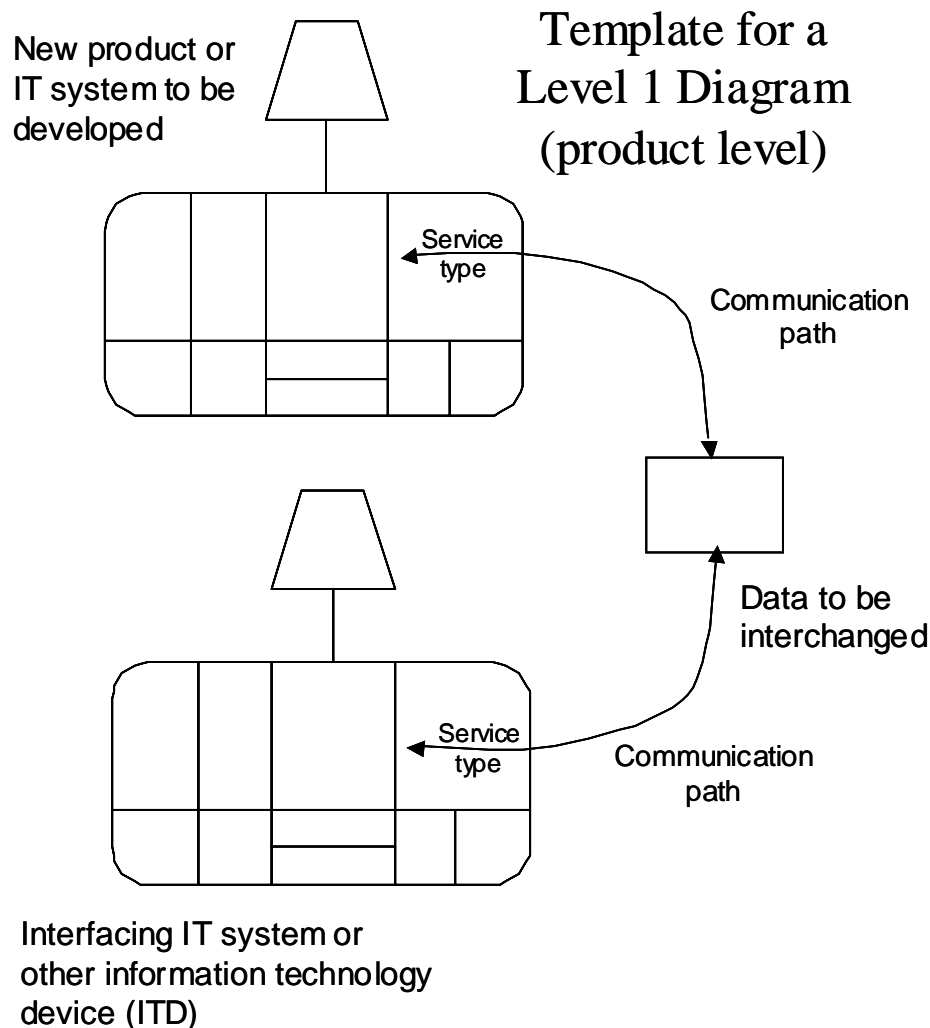 New product or
IT system to be
developed
Template for a
Level 1 Diagram
(product level)
Service
type
Communication
path
Data to be
interchanged
Service
type
Communication
path
Interfacing IT system or
other information technology
device (ITD)